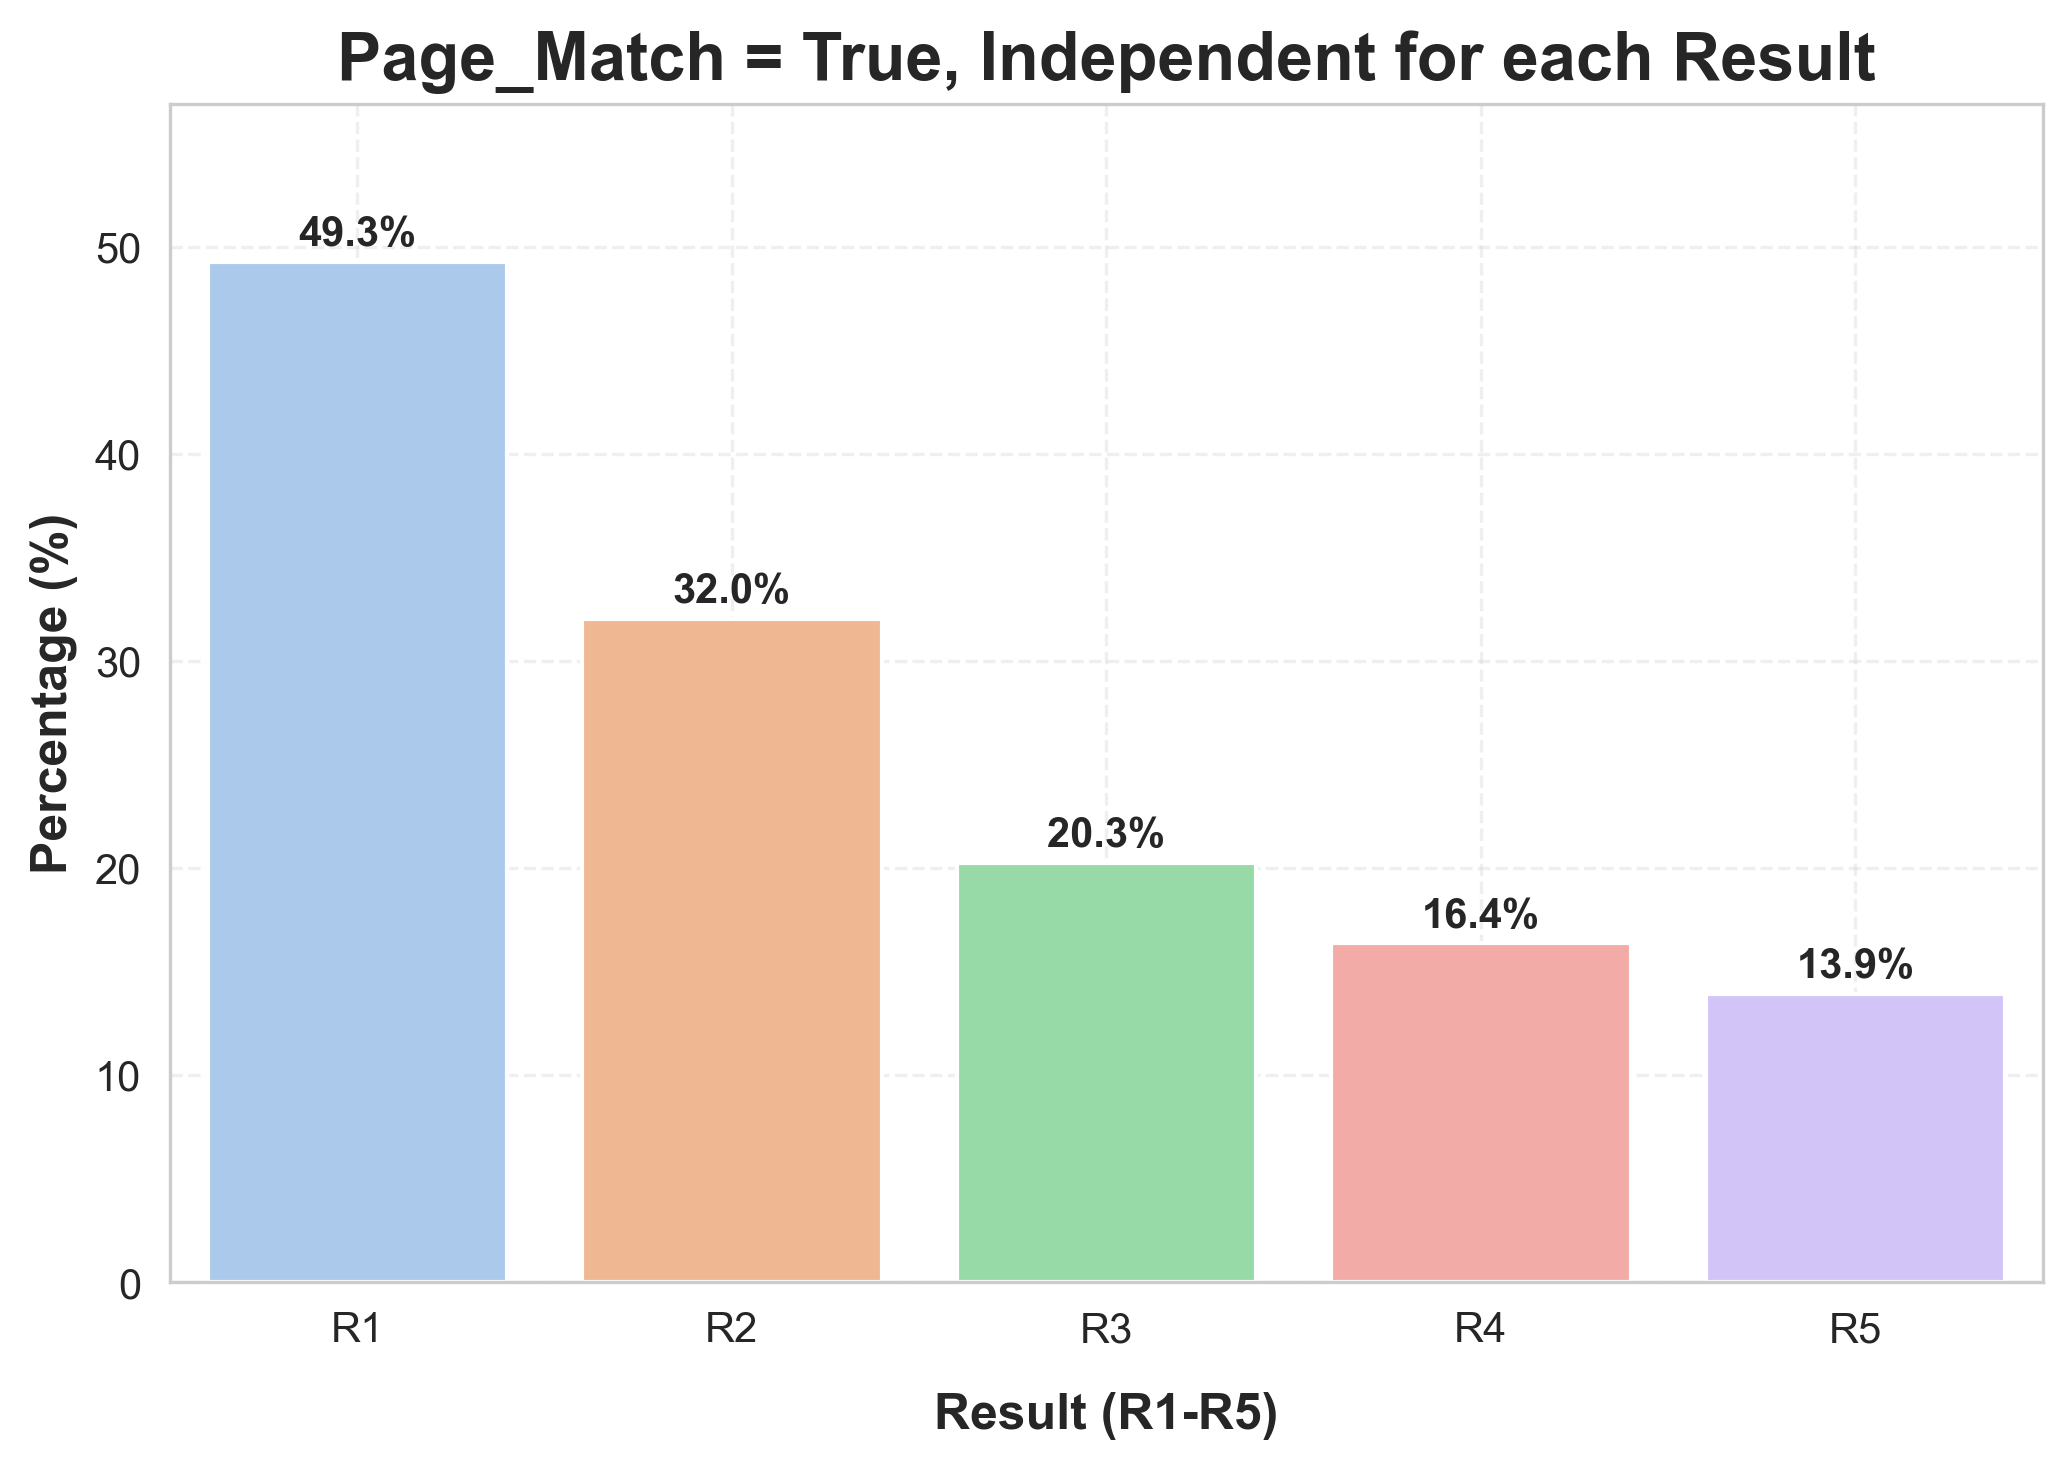 Page_Match = True, Independent for each Result
49.3%
32.0%
20.3%
16.4%
13.9%
50
40
30
20
10
0
Percentage (%)
R1
R2
R3
R4
R5
Result (R1-R5)